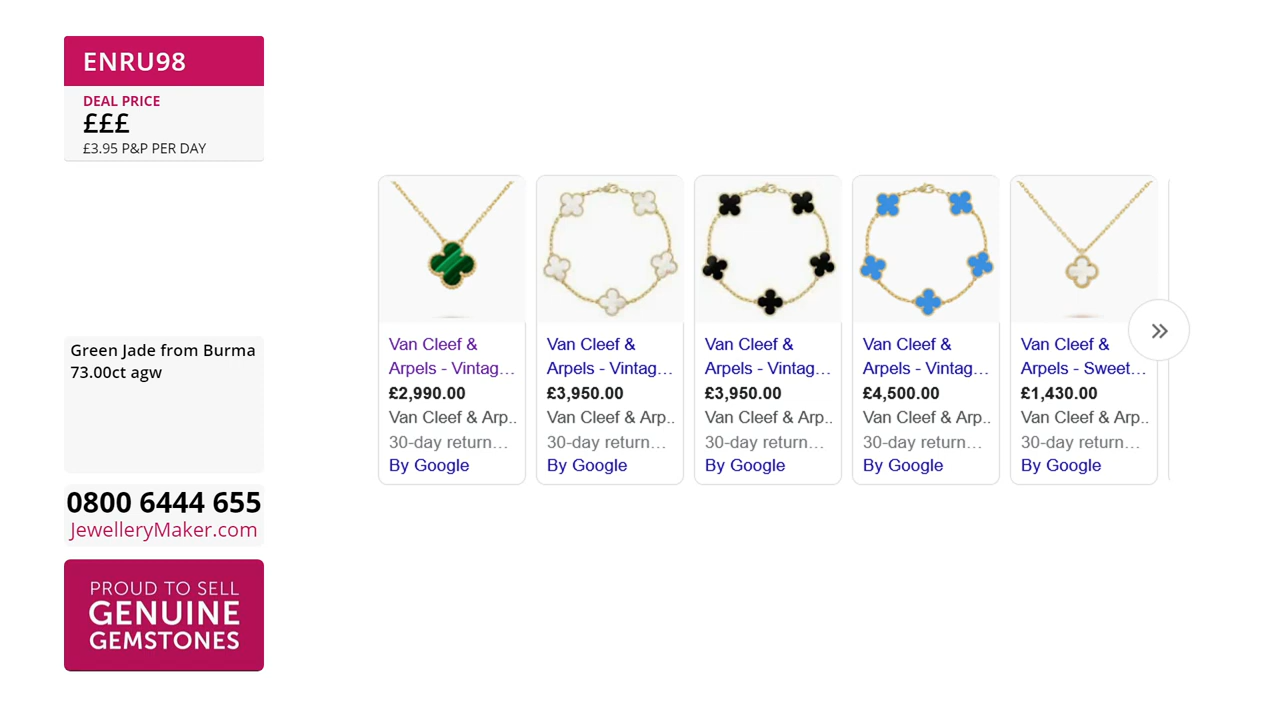 ENRU98
DEAL PRICE
£££
£3.95 P&P PER DAY
Green Jade from Burma
73.00ct agw
0800 6444 655
JewelleryMaker.com
PROUD TO SELL
GENUINE
GEMSTONES
Van Cleef &
Arpels - Vintag...
£2,990.00
Van Cleef & Arp..
30-day return...
By Google
Van Cleef &
Arpels - Vintag...
£3,950.00
Van Cleef & Arp..
30-day return...
By Google
Van Cleef &
Arpels - Vintag...
£3,950.00
Van Cleef & Arp..
30-day return...
By Google
Van Cleef &
Arpels - Vintag...
£4,500.00
Van Cleef & Arp..
30-day return...
By Google
Van Cleef &
Arpels - Sweet...
£1,430.00
Van Cleef & Arp..
30-day return...
By Google